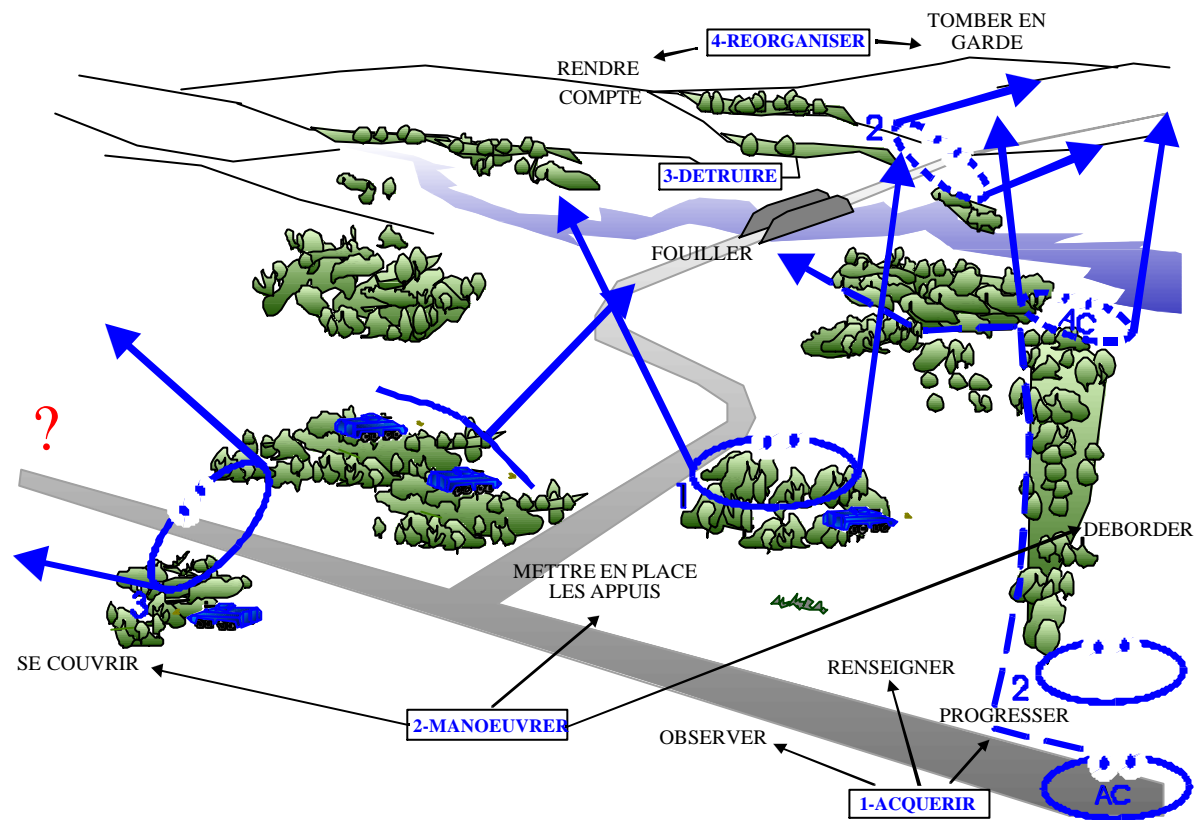 TOMBER EN
GARDE
4-REORGANISER
RENDRE
COMPTE
2
3-DETRUIRE
FOUILLER
AC
?
1
DEBORDER
METTRE EN PLACE
LES APPUIS
3
SE COUVRIR
RENSEIGNER
2
PROGRESSER
2-MANOEUVRER
OBSERVER
1-ACQUERIR
AC